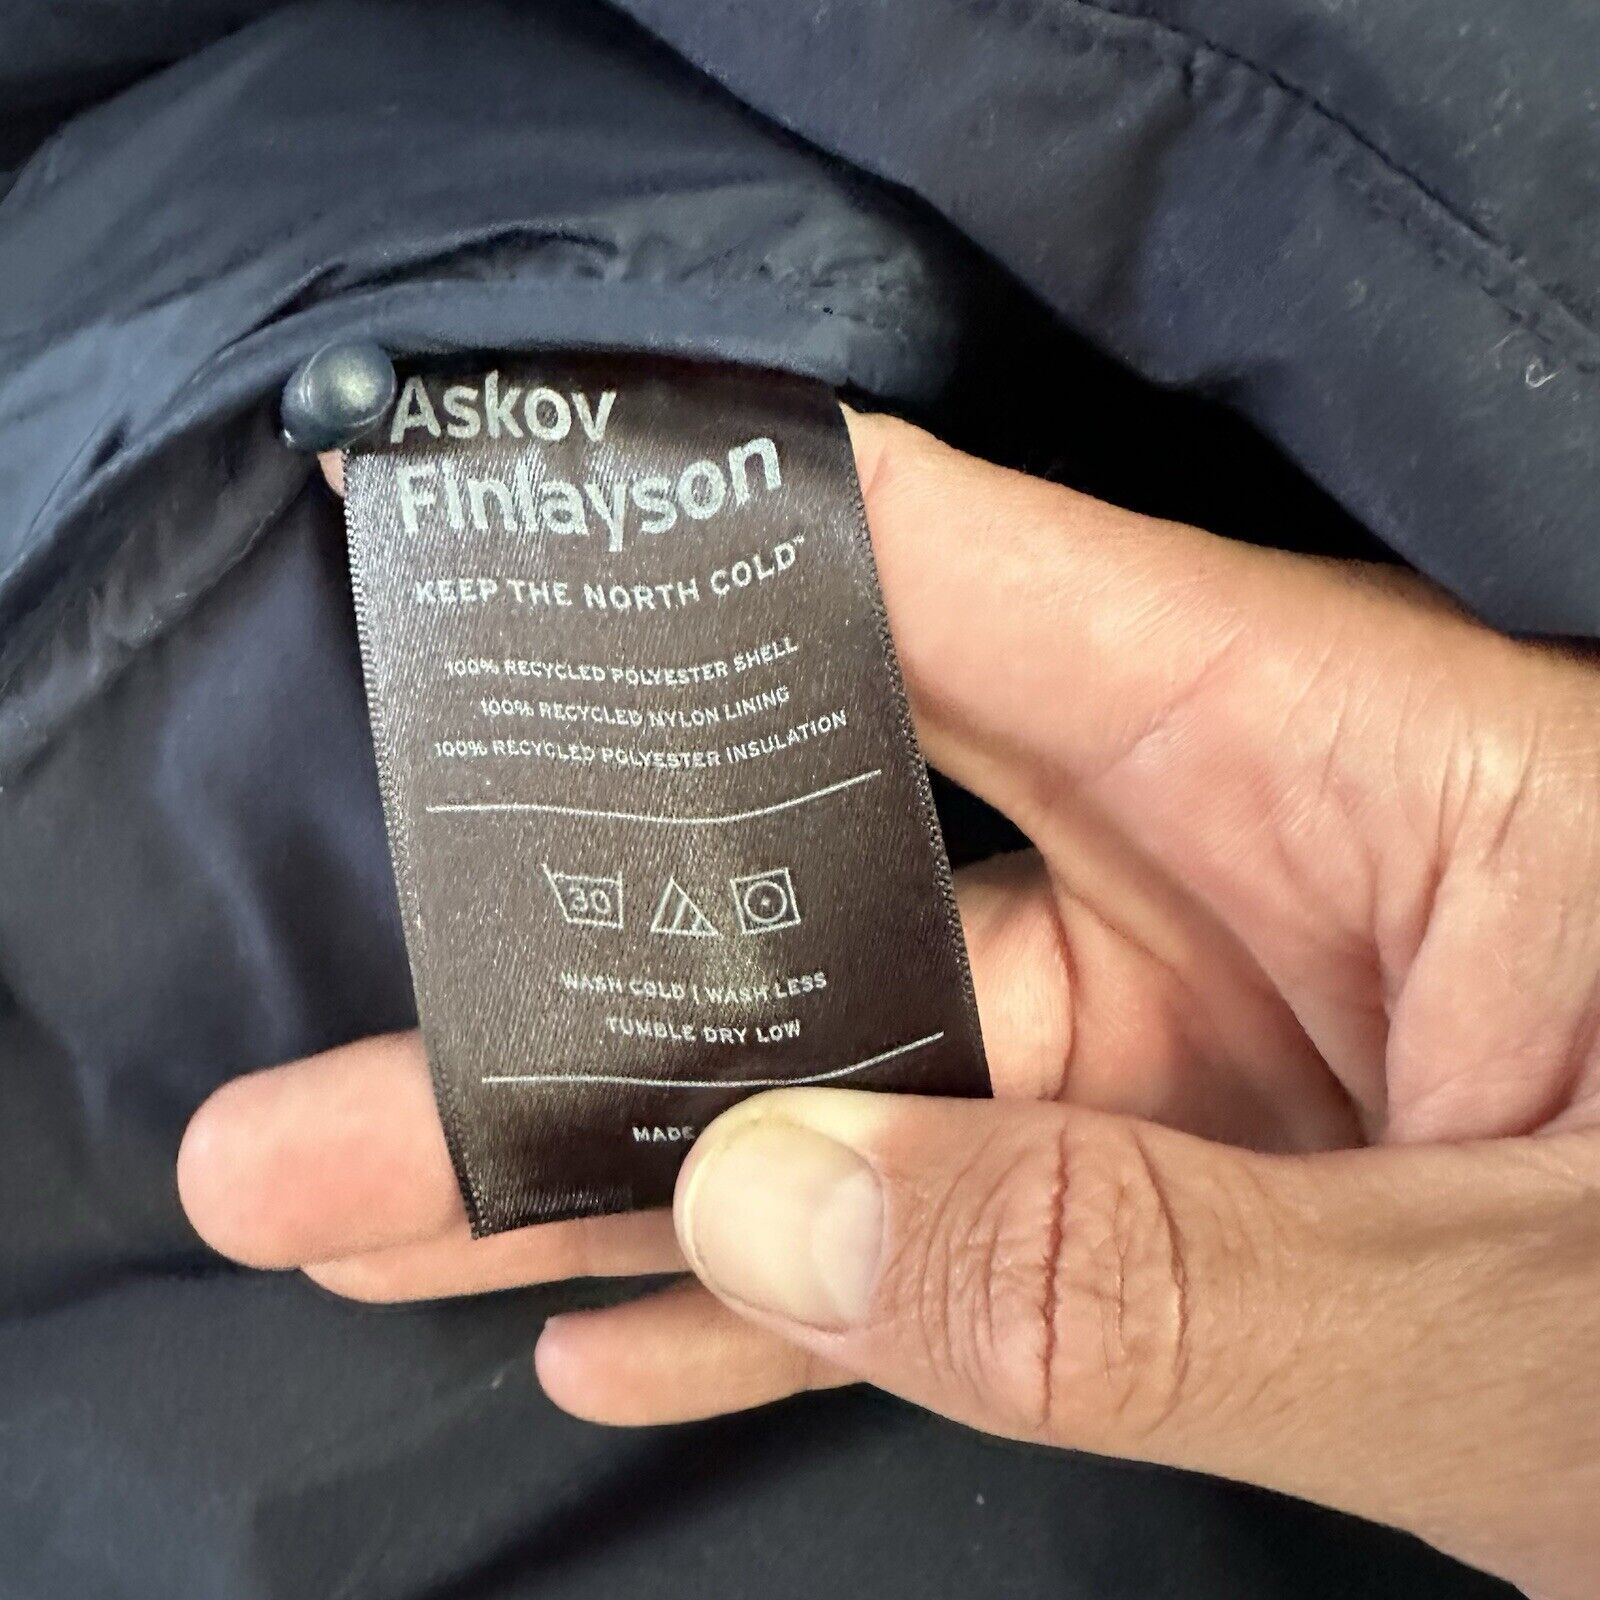 Askov
Finlayson
KEEP THE NORTH COLD™
100% RECYCLED POLYESTER SHELL
100% RECYCLED NYLON LINING
100% RECYCLED POLYESTER INSULATION
30
WASH COLD | WASH LESS
TUMBLE DRY LOW
MADE